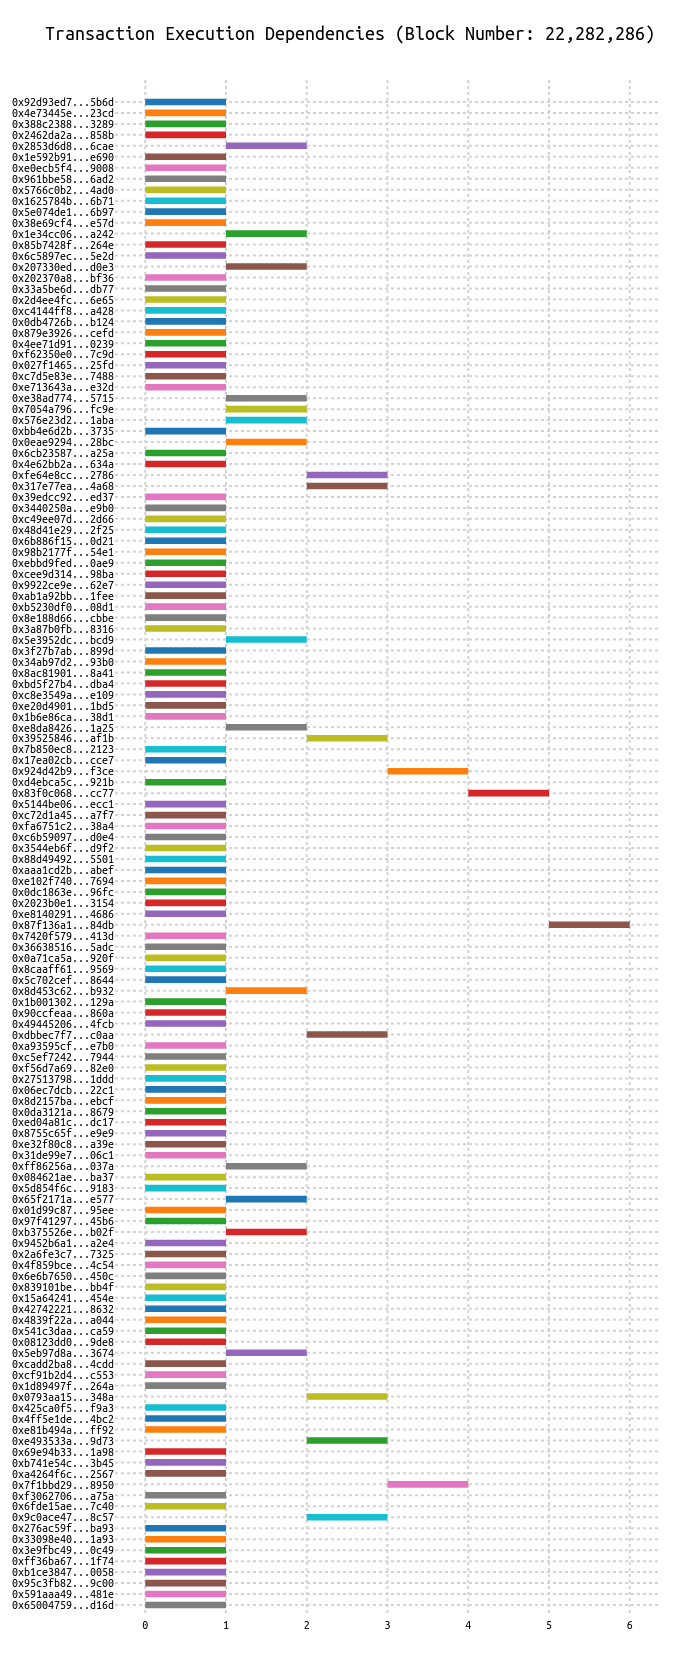 Transaction Execution Dependencies (Block Number: 22,282,286)
0x92d93ed7...5b6d
0x4e73445e...23cd
0x388c2388...3289
0x2462da2a...858b
0x2853d6d8...6cae
0x1e592b91...e690
0xe0ecb5f4...9008
0x961bbe58...6ad2
0x5766c0b2...4ad0
0x1625784b...6b71
0x5e074de1...6b97
0x38e69cf4...e57d
0x1e34cc06...a242
0x85b7428f...264e
0x6c5897ec...5e2d
0x207330ed...d0e3
0x202370a8...bf36
0x33a5be6d...db77
0x2d4ee4fc...6e65
0xc4144ff8...a428
0x0db4726b...b124
0x879e3926...cefd
0x4ee71d91...0239
0xf62350e0...7c9d
0x027f1465...25fd
0xc7d5e83e...7488
0xe713643a...e32d
0xe38ad774...5715
0x7054a796...fc9e
0x576e23d2...1aba
0xbb4e6d2b...3735
0x0eae9294...28bc
0x6cb23587...a25a
0x4e62bb2a...634a
0xfe64e8cc...2786
0x317e77ea...4a68
0x39edcc92...ed37
0x3440250a...e9b0
0xc49ee07d...2d66
0x48d41e29...2f25
0x6b886f15...0d21
0x98b2177f...54e1
0xebbd9fed...0ae9
0xcee9d314...98ba
0x9922ce9e...62e7
0xab1a92bb...1fee
0xb5230df0...08d1
0x8e188d66...cbbe
0x3a87b0fb...8316
0x5e3952dc...bcd9
0x3f27b7ab...899d
0x34ab97d2...93b0
0x8ac81901...8a41
0xbd5f27b4...dba4
0xc8e3549a...e109
0xe20d4901...1bd5
0x1b6e86ca...38d1
0xe8da8426...1a25
0x39525846...af1b
0x7b850ec8...2123
0x17ea02cb...cce7
0x924d42b9...f3ce
0xd4ebca5c...921b
0x83f0c068...cc77
0x5144be06...ecc1
0xc72d1a45...a7f7
0xfa6751c2...38a4
0xc6b59097...d0e4
0x3544eb6f...d9f2
0x88d49492...5501
0xaaa1cd2b...abef
0xe102f740...7694
0x0dc1863e...96fc
0x2023b0e1...3154
0xe8140291...4686
0x87f136a1...84db
0x7420f579...413d
0x36638516...5adc
0x0a71ca5a...920f
0x8caaff61...9569
0x5c702cef...8644
0x8d453c62...b932
0x1b001302...129a
0x90ccfeaa...860a
0x49445206...4fcb
0xdbbec7f7...c0aa
0xa93595cf...e7b0
0xc5ef7242...7944
0xf56d7a69...82e0
0x27513798...1ddd
0x06ec7dcb...22c1
0x8d2157ba...ebcf
0x0da3121a...8679
0xed04a81c...dc17
0x8755c65f...e9e9
0xe32f80c8...a39e
0x31de99e7...06c1
0xff86256a...037a
0x084621ae...ba37
0x5d854f6c...9183
0x65f2171a...e577
0x01d99c87...95ee
0x97f41297...45b6
0xb375526e...b02f
0x9452b6a1...a2e4
0x2a6fe3c7...7325
0x4f859bce...4c54
0x6e6b7650...450c
0x839101be...bb4f
0x15a64241...454e
0x42742221...8632
0x4839f22a...a044
0x541c3daa...ca59
0x08123dd0...9de8
0x5eb97d8a...3674
0xcadd2ba8...4cdd
0xcf91b2d4...c553
0x1d89497f...264a
0x0793aa15...348a
0x425ca0f5...f9a3
0x4ff5e1de...4bc2
0xe81b494a...ff92
0xe493533a...9d73
0x69e94b33...1a98
0xb741e54c...3b45
0xa4264f6c...2567
0x7f1bbd29...8950
0xf3062706...a75a
0x6fde15ae...7c40
0x9c0ace47...8c57
0x276ac59f...ba93
0x33098e40...1a93
0x3e9fbc49...0c49
0xff36ba67...1f74
0xb1ce3847...0058
0x95c3fb82...9c00
0x591aaa49...481e
0x65004759...d16d
0 1 2 3 4 5 6